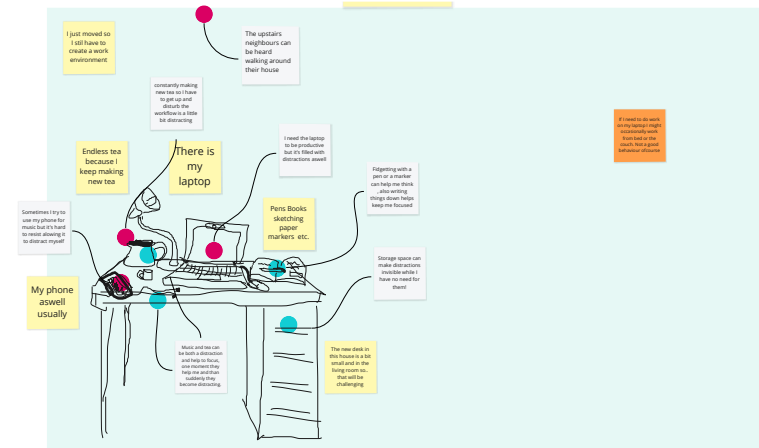 I just moved so
I stil have to
create a work
environment
The upstairs
neighbours can
be heard
walking around
their house
constantly making
new tea so I have
to get up and
disturb the
workflow is a little
bit distracting
If I need to do work
on my laptop I might
occasionally work
from bed or the
couch. Not a good
behaviour ofcourse
Endless tea
because I
keep making
new tea
There is
my
laptop
I need the laptop
to be productive
but it's filled with
distractions aswell
Fidgeting with a
pen or a marker
can help me think
, also writing
things down helps
keep me focused
Sometimes I try to
use my phone for
music but it's hard
to resist alowing it
to distract myself
Pens Books
sketching
paper
markers etc.
Storage space can
make distractions
invisible while I
have no need for
them!
My phone
aswell
usually
Music and tea can
be both a distraction
and help to focus,
one moment they
help me and than
suddenly they
become distracting.
The new desk in
this house is a bit
small and in the
living room so..
that will be
challenging